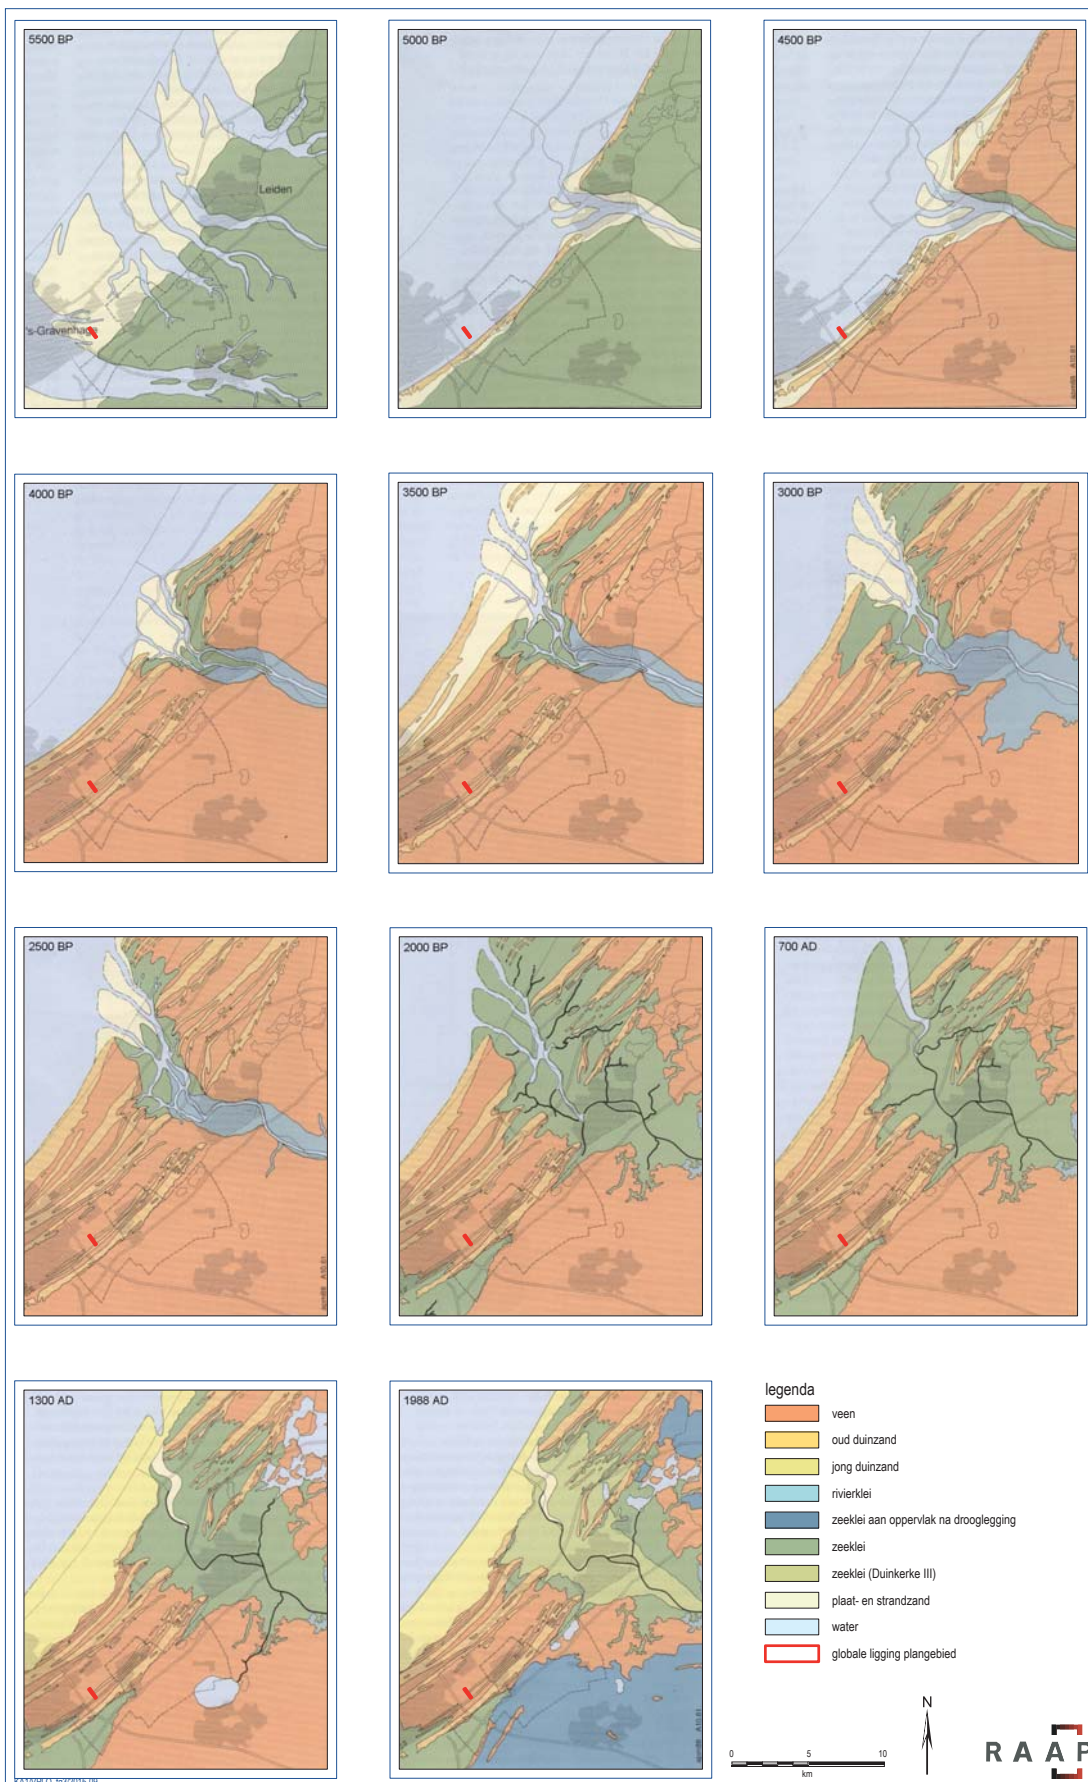 5500 BP
5000 BP
4500 BP
Leiden
's-Gravenhage
4000 BP
3500 BP
3000 BP
2500 BP
2000 BP
700 AD
1300 AD
1988 AD
legenda
veen
oud duinzand
jong duinzand
rivierklei
zeeklei aan oppervlak na drooglegging
zeeklei
zeeklei (Duinkerke III)
plaat- en strandzand
water
globale ligging plangebied
N
0 5 10
km
RAAP